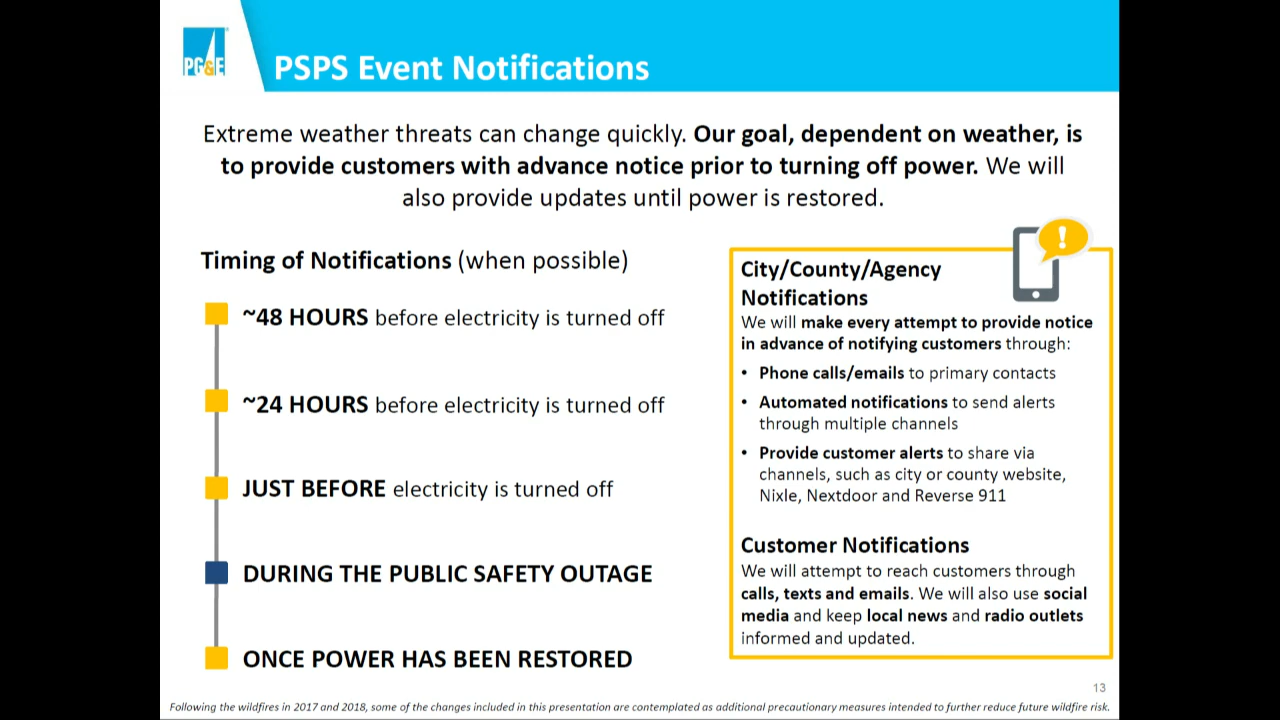 PG&E
PSPS Event Notifications
Extreme weather threats can change quickly. Our goal, dependent on weather, is
to provide customers with advance notice prior to turning off power. We will
also provide updates until power is restored.
Timing of Notifications (when possible)
~48 HOURS before electricity is turned off
~24 HOURS before electricity is turned off
JUST BEFORE electricity is turned off
DURING THE PUBLIC SAFETY OUTAGE
ONCE POWER HAS BEEN RESTORED
!
City/County/Agency
Notifications
We will make every attempt to provide notice
in advance of notifying customers through:
• Phone calls/emails to primary contacts
• Automated notifications to send alerts
through multiple channels
• Provide customer alerts to share via
channels, such as city or county website,
Nixle, Nextdoor and Reverse 911
Customer Notifications
We will attempt to reach customers through
calls, texts and emails. We will also use social
media and keep local news and radio outlets
informed and updated.
13
Following the wildfires in 2017 and 2018, some of the changes included in this presentation are contemplated as additional precautionary measures intended to further reduce future wildfire risk.